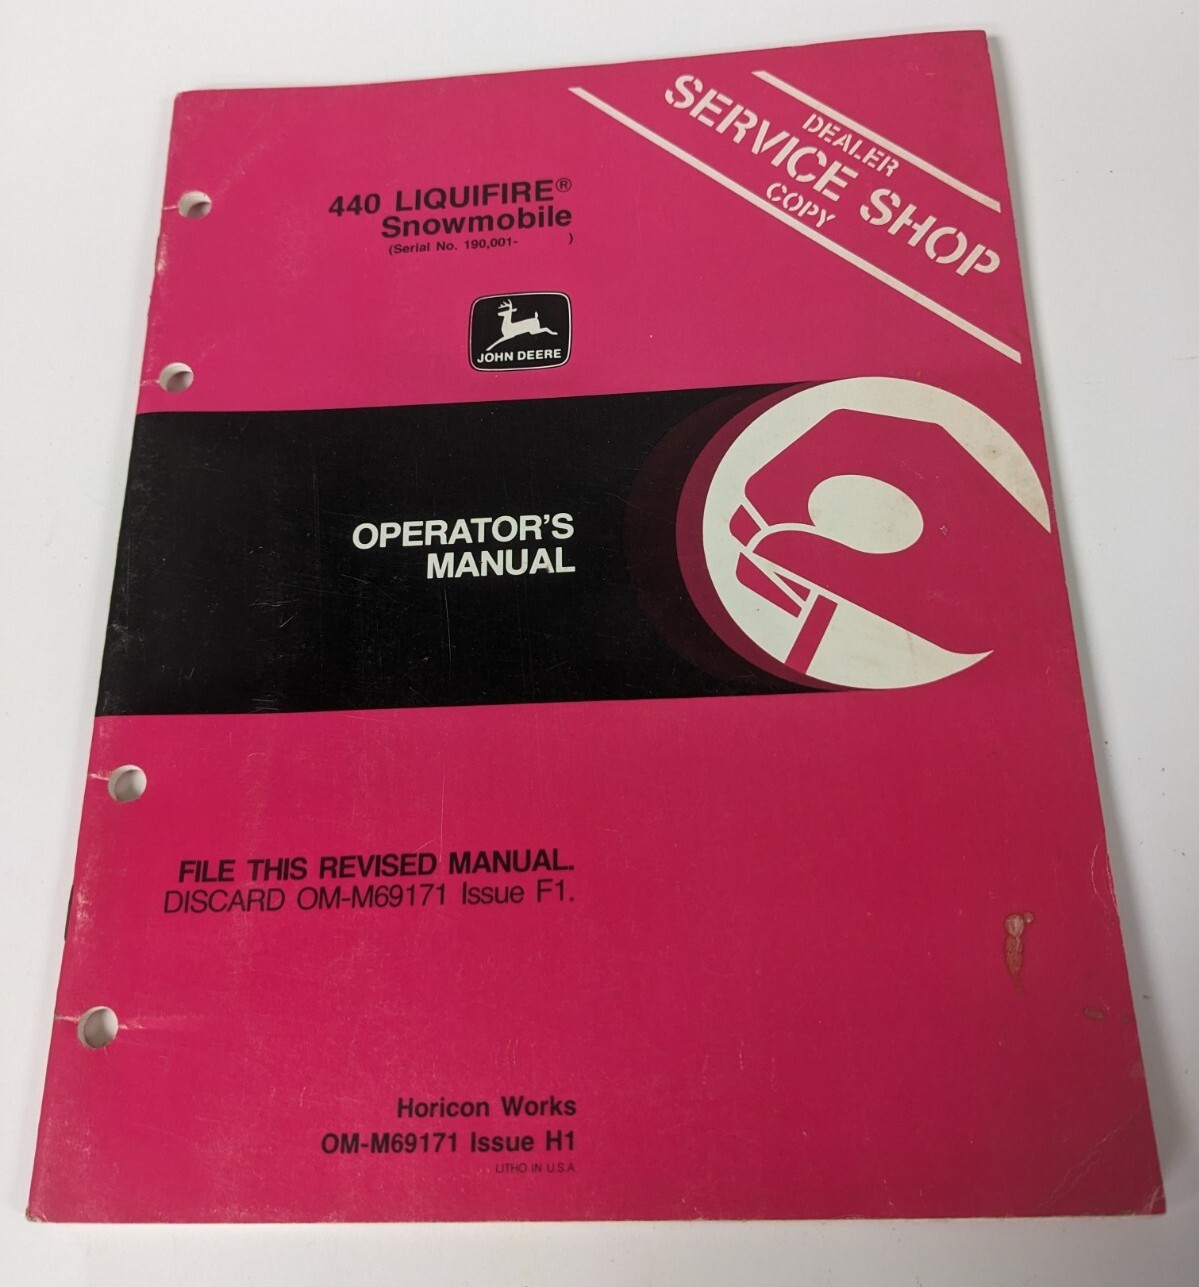 DEALER
SERVICE SHOP
COPY
440 LIQUIFIRE®
Snowmobile
(Serial No. 190,001-          )
JOHN DEERE
OPERATOR'S
MANUAL
FILE THIS REVISED MANUAL.
DISCARD OM-M69171 Issue F1.
Horicon Works
OM-M69171 Issue H1
LITHO IN U.S.A